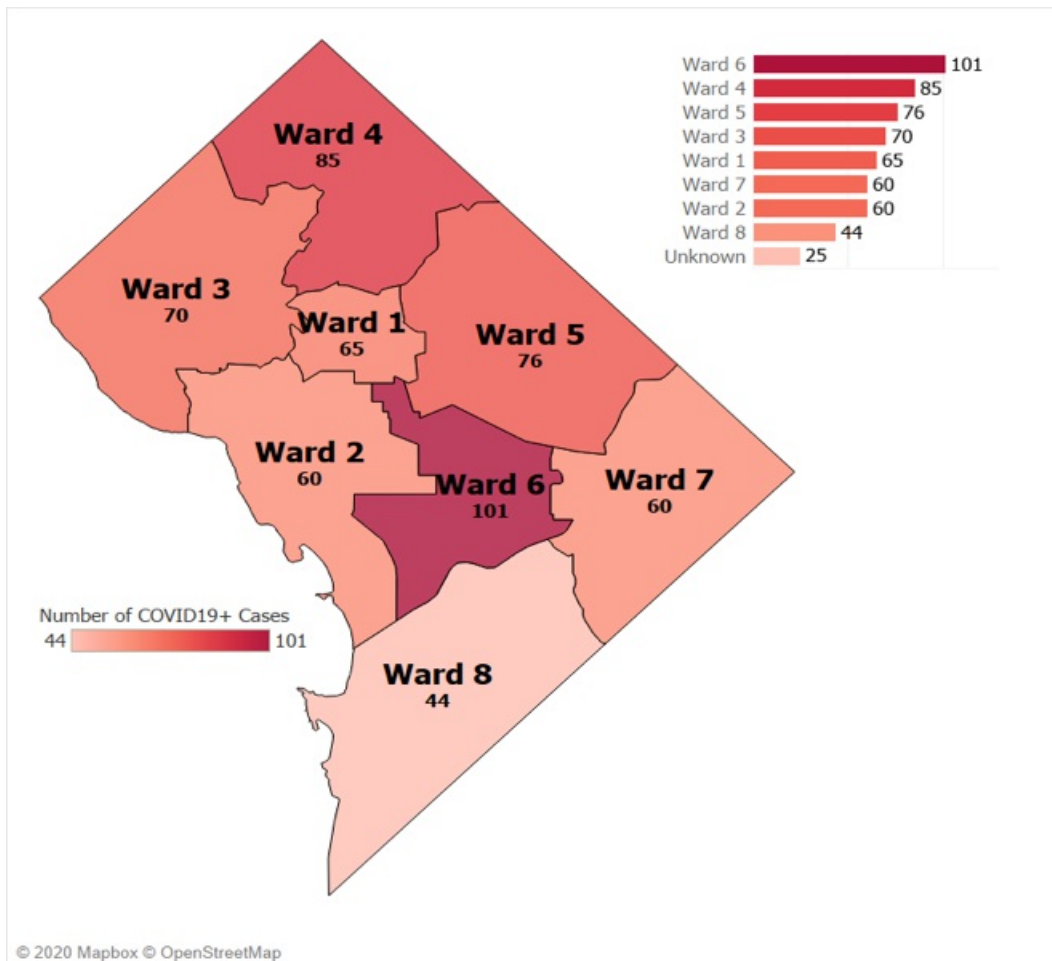 Ward 6 101
Ward 4 85
Ward 5 76
Ward 3 70
Ward 1 65
Ward 7 60
Ward 2 60
Ward 8 44
Unknown 25
Ward 4
85
Ward 3
70
Ward 1
65
Ward 5
76
Ward 2
60
Ward 6
101
Ward 7
60
Number of COVID19+ Cases
44 101
Ward 8
44
© 2020 Mapbox © OpenStreetMap